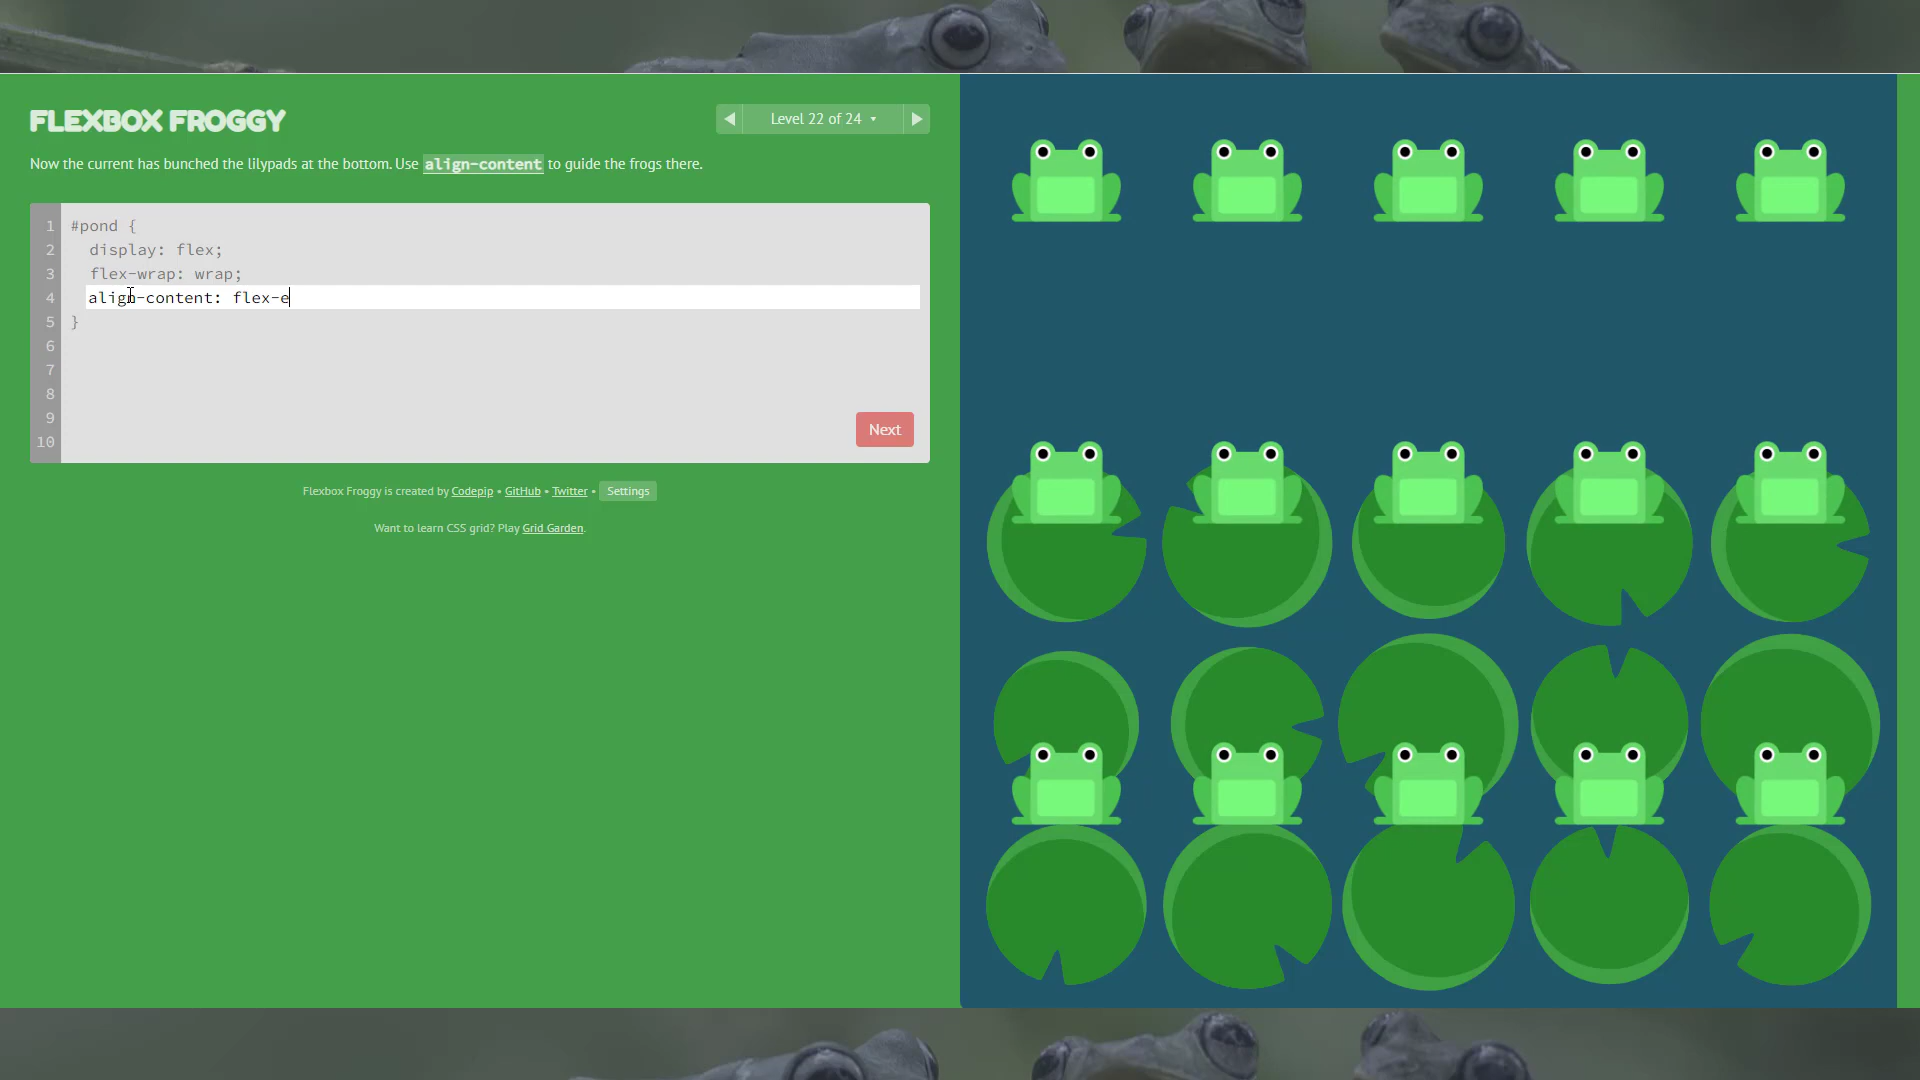 FLEXBOX FROGGY
◀ Level 22 of 24 ▾ ▶
Now the current has bunched the lilypads at the bottom. Use align-content to guide the frogs there.
1 #pond {
2 display: flex;
3 flex-wrap: wrap;
4 align-content: flex-e
5 }
6
7
8
9
10
Next
Flexbox Froggy is created by Codepip • GitHub • Twitter • Settings
Want to learn CSS grid? Play Grid Garden.